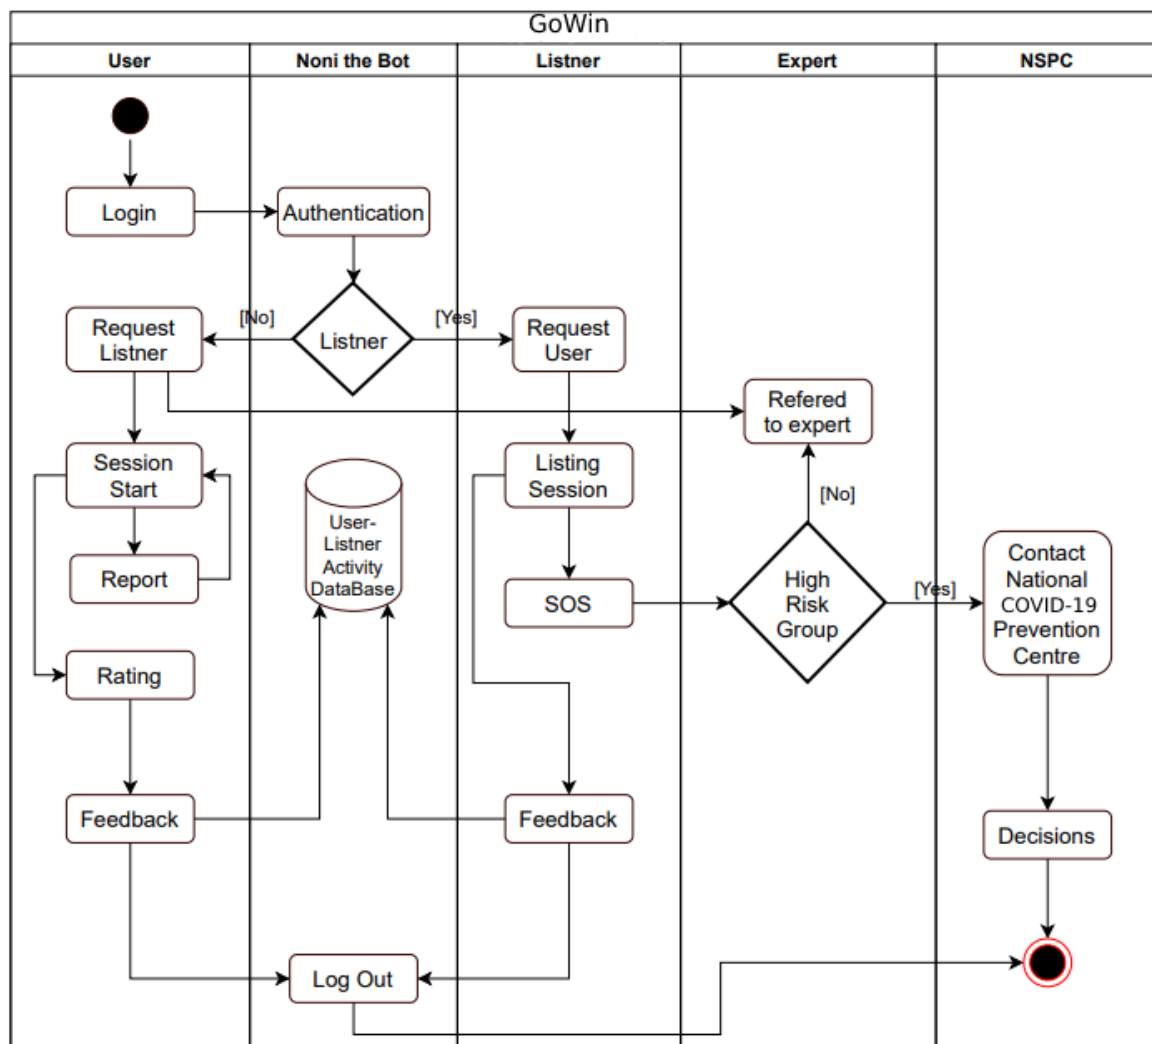 GoWin
User
Noni the Bot
Listner
Expert
NSPC
Login
Authentication
[No]
[Yes]
Request
Listner
Listner
Request
User
Refered
to expert
Session
Start
Listing
Session
[No]
User-
Listner
Activity
DataBase
Report
SOS
High
Risk
Group
[Yes]
Contact
National
COVID-19
Prevention
Centre
Rating
Feedback
Feedback
Decisions
Log Out